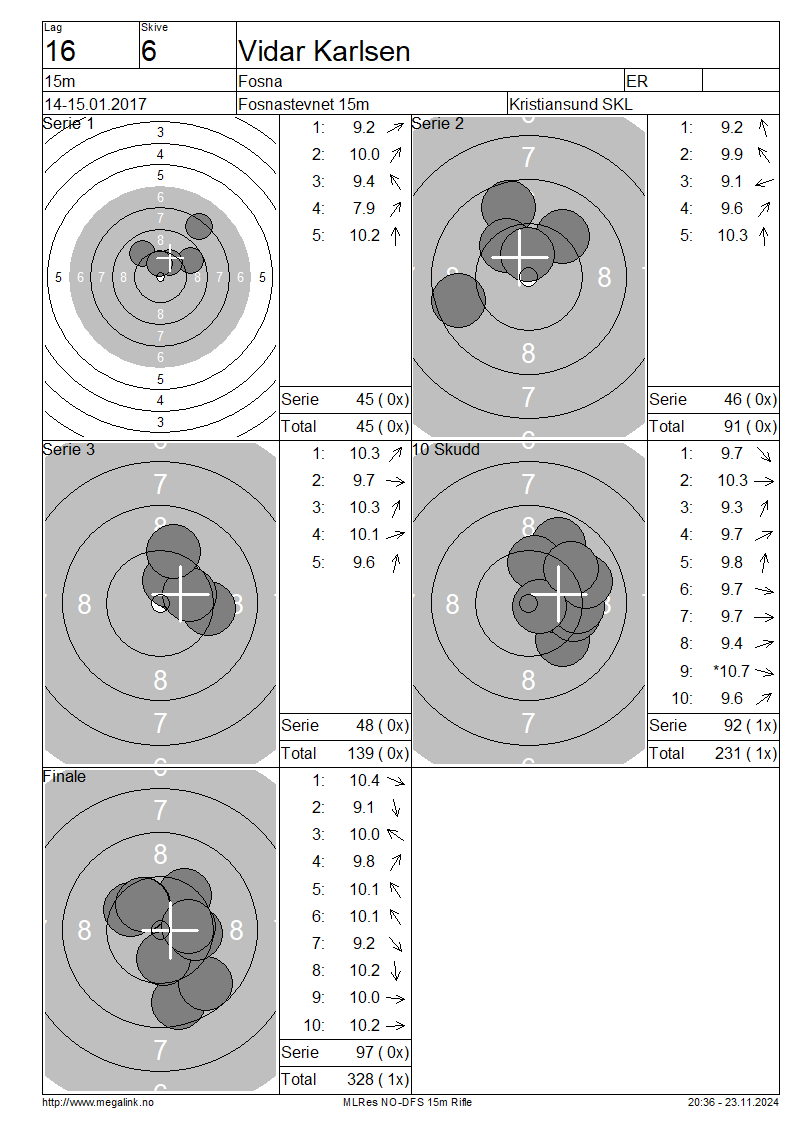 Lag
Skive
16
6
Vidar Karlsen
15m
Fosna
ER
14-15.01.2017
Fosnastevnet 15m
Kristiansund SKL
Serie 1
3
4
5
6
7
8
5 6 7 8 8 7 6 5
8
7
6
5
4
3
1: 9.2
2: 10.0
3: 9.4
4: 7.9
5: 10.2
Serie 45 ( 0x)
Total 45 ( 0x)
Serie 2
7
8
8
7
1: 9.2
2: 9.9
3: 9.1
4: 9.6
5: 10.3
Serie 46 ( 0x)
Total 91 ( 0x)
Serie 3
7
8
8 8
8
7
1: 10.3
2: 9.7
3: 10.3
4: 10.1
5: 9.6
Serie 48 ( 0x)
Total 139 ( 0x)
10 Skudd
7
8
8 8
8
7
1: 9.7
2: 10.3
3: 9.3
4: 9.7
5: 9.8
6: 9.7
7: 9.7
8: 9.4
9: *10.7
10: 9.6
Serie 92 ( 1x)
Total 231 ( 1x)
Finale
7
8
8 8
7
6
1: 10.4
2: 9.1
3: 10.0
4: 9.8
5: 10.1
6: 10.1
7: 9.2
8: 10.2
9: 10.0
10: 10.2
Serie 97 ( 0x)
Total 328 ( 1x)
http://www.megalink.no
MLRes NO-DFS 15m Rifle
20:36 - 23.11.2024